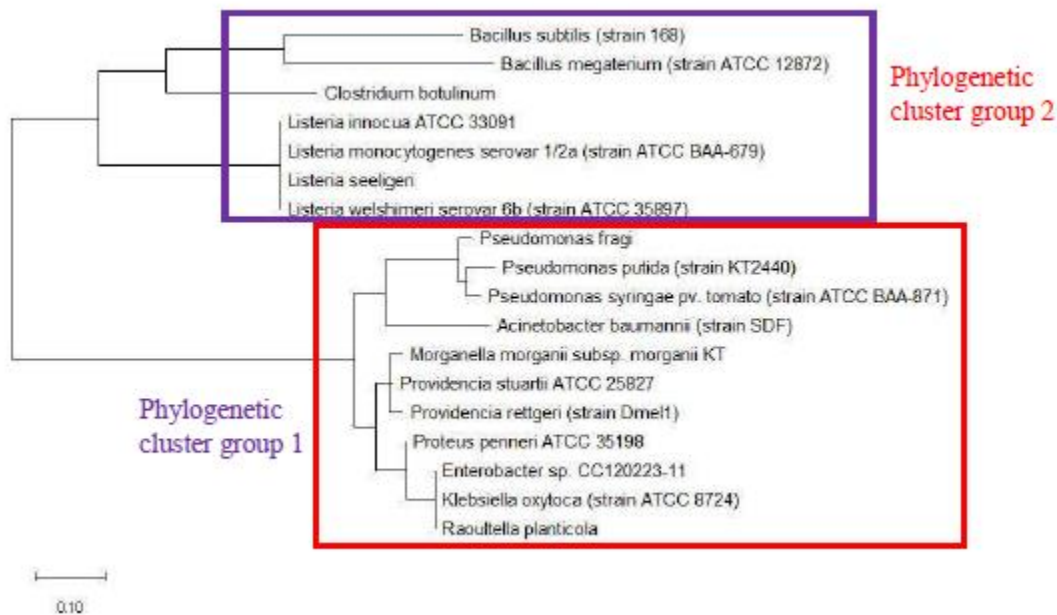 Bacillus subtilis (strain 168)
Bacillus megaterium (strain ATCC 12872)
Clostridium botulinum
Listeria innocua ATCC 33091
Listeria monocytogenes serovar 1/2a (strain ATCC BAA-679)
Listeria seeligeri
Listeria welshimeri serovar 6b (strain ATCC 35897)
Phylogenetic
cluster group 2
Pseudomonas fragi
Pseudomonas putida (strain KT2440)
Pseudomonas syringae pv. tomato (strain ATCC BAA-871)
Acinetobacter baumannii (strain SDF)
Morganella morganii subsp. morganii KT
Providencia stuartii ATCC 25827
Providencia rettgeri (strain Dmel1)
Proteus penneri ATCC 35198
Enterobacter sp. CC120223-11
Klebsiella oxytoca (strain ATCC 8724)
Raoultella planticola
Phylogenetic
cluster group 1
0.10